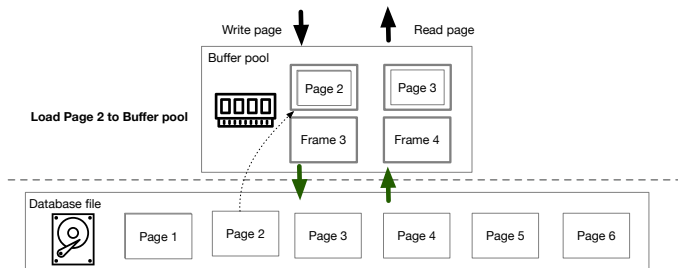 Write page
Read page
Buffer pool
Page 2
Page 3
Load Page 2 to Buffer pool
Frame 3
Frame 4
Database file
Page 1
Page 2
Page 3
Page 4
Page 5
Page 6